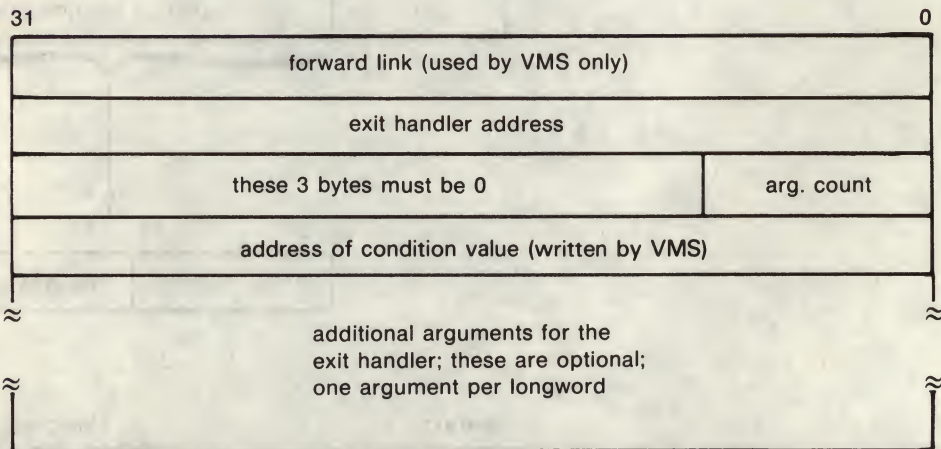 31 0
forward link (used by VMS only)
exit handler address
these 3 bytes must be 0 arg. count
address of condition value (written by VMS)
additional arguments for the
exit handler; these are optional;
one argument per longword